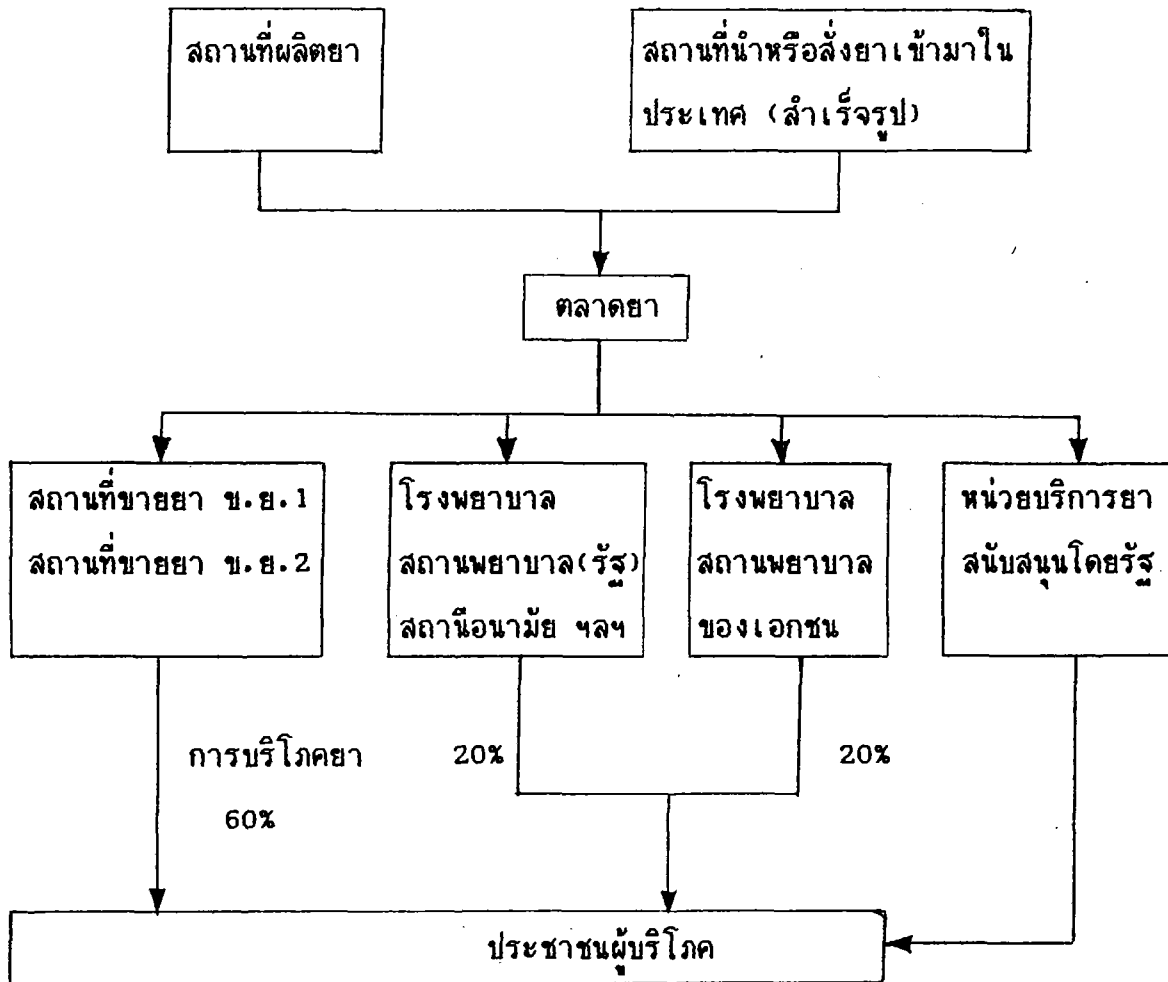 สถานที่ผลิตยา
สถานที่นำหรือสั่งยาเข้ามาใน
ประเทศ (สำเร็จรูป)
ตลาดยา
สถานที่ขายยา ข.ย.1
สถานที่ขายยา ข.ย.2
โรงพยาบาล
สถานพยาบาล(รัฐ)
สถานีอนามัย ฯลฯ
โรงพยาบาล
สถานพยาบาล
ของเอกชน
หน่วยบริการยา
สนับสนุนโดยรัฐ
การบริโภคยา
60%
20%
20%
ประชาชนผู้บริโภค